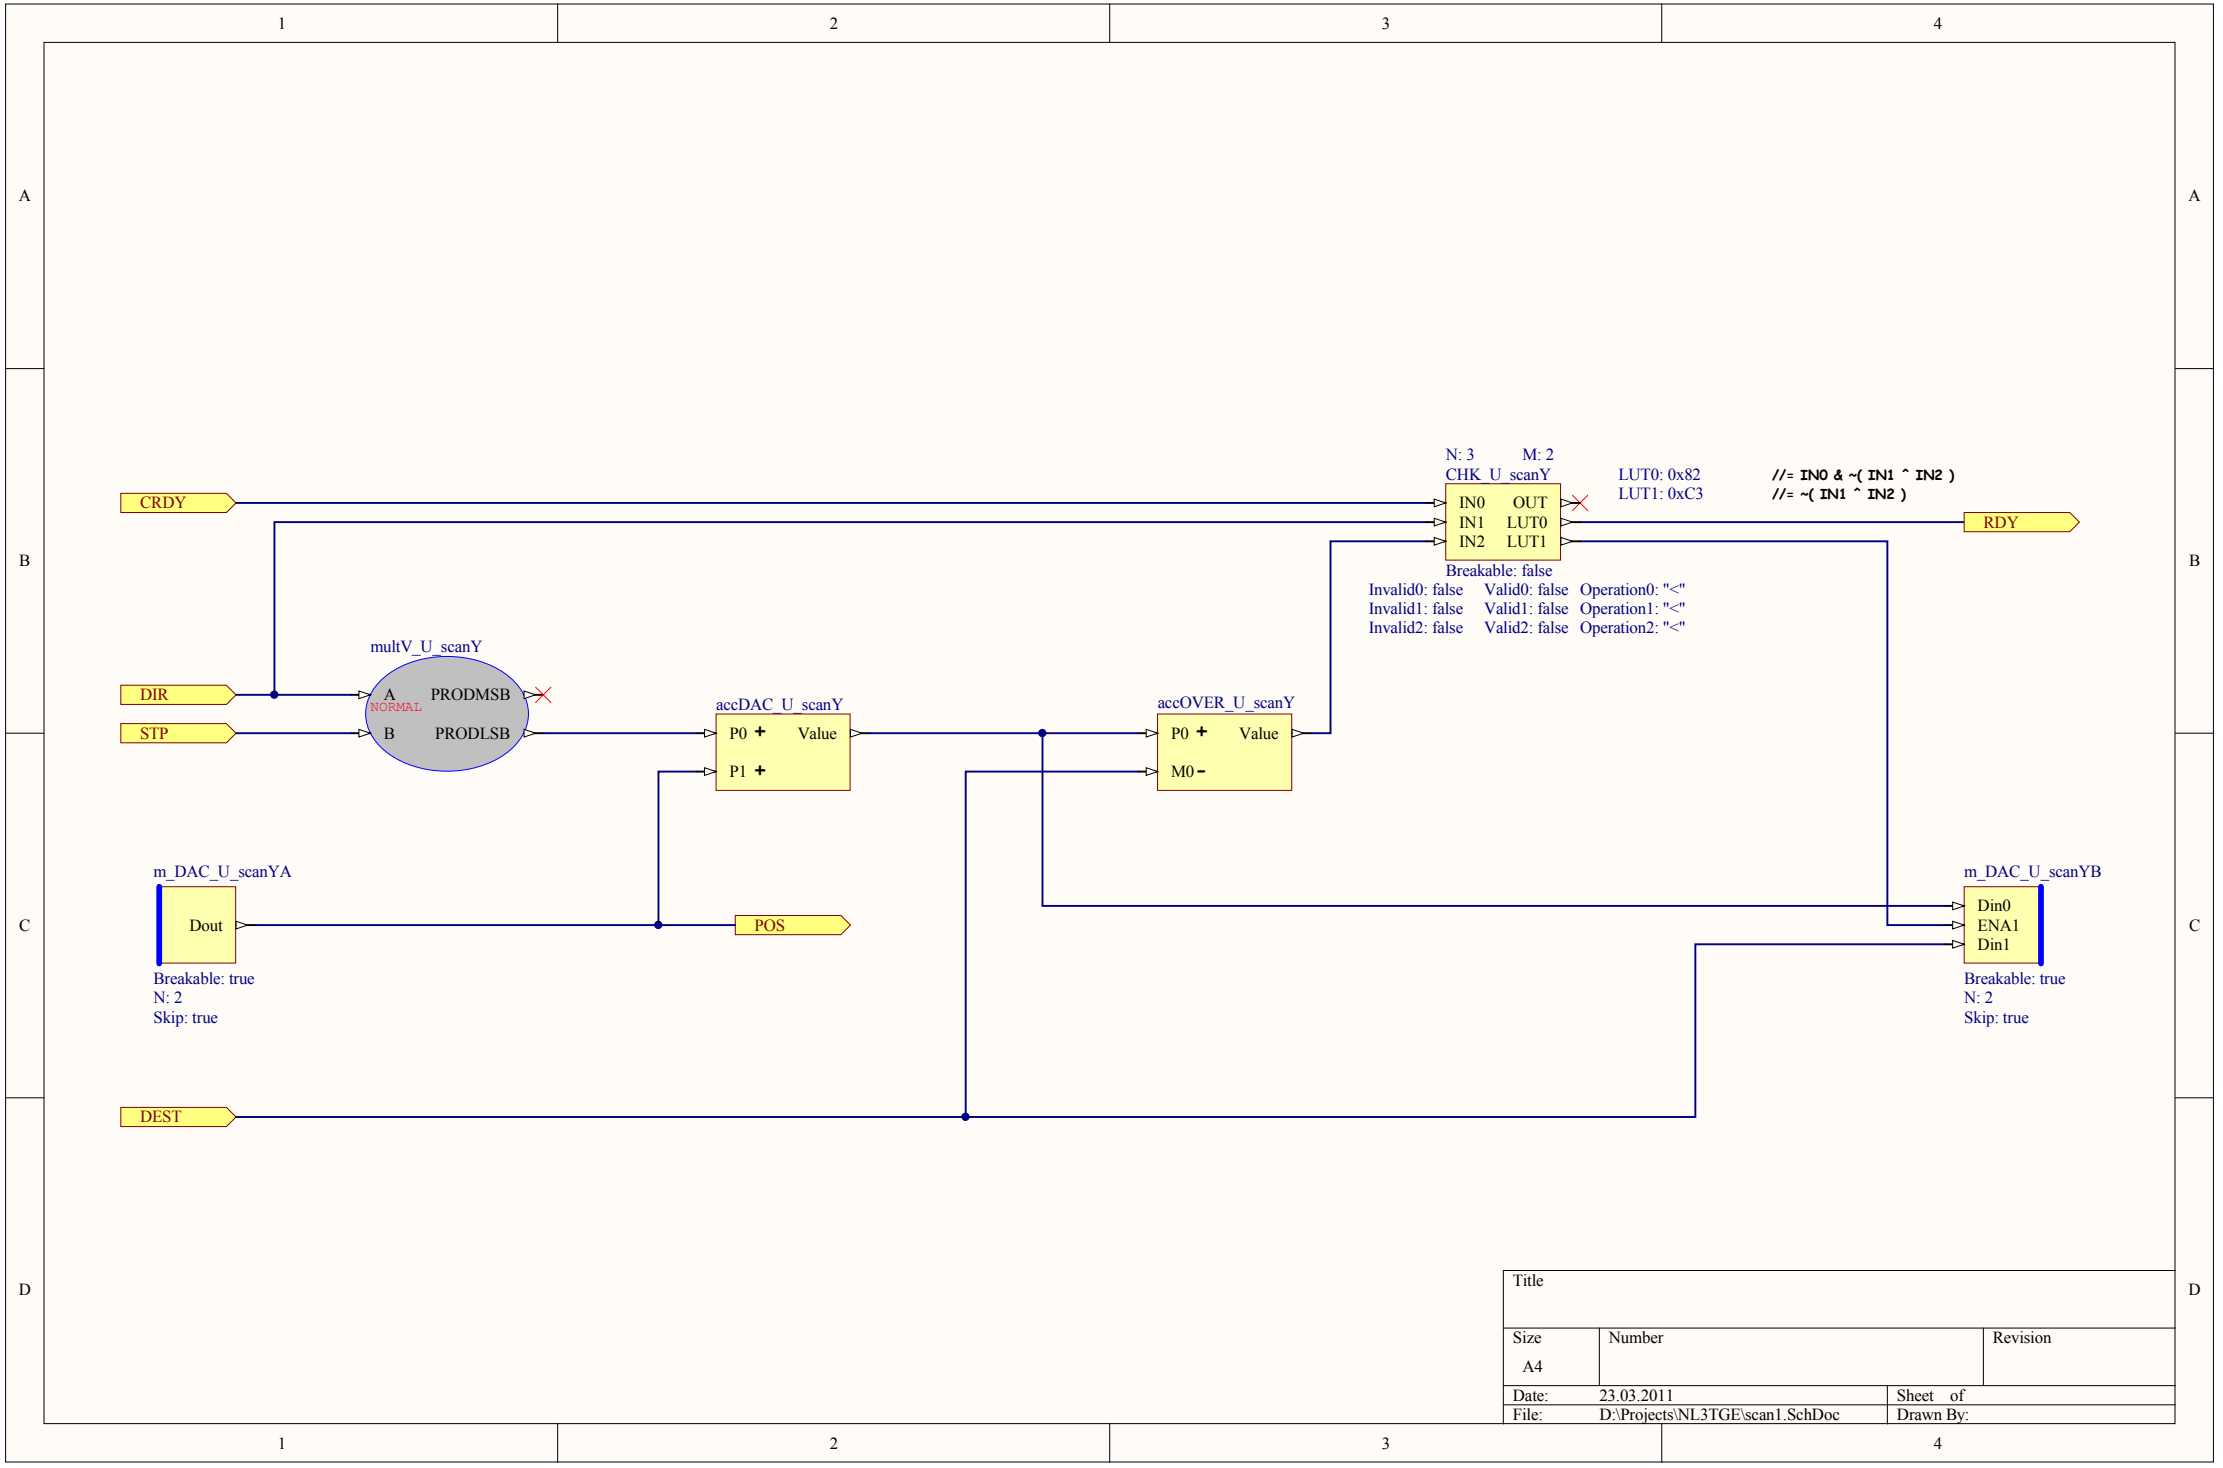 1 2 3 4
A A
N: 3 M: 2
CHK_U_scanY LUT0: 0x82 //= IN0 & ~( IN1 ^ IN2 )
LUT1: 0xC3 //= ~( IN1 ^ IN2 )
CRDY IN0 OUT
IN1 LUT0 RDY
IN2 LUT1
B B
Breakable: false
Invalid0: false Valid0: false Operation0: "<"
Invalid1: false Valid1: false Operation1: "<"
Invalid2: false Valid2: false Operation2: "<"
multV_U_scanY
DIR A PRODMSB
NORMAL
accDAC_U_scanY accOVER_U_scanY
STP B PRODLSB P0 + Value P0 + Value
P1 + M0 -
m_DAC_U_scanYA m_DAC_U_scanYB
Din0
C Dout POS ENA1 C
Din1
Breakable: true Breakable: true
N: 2 N: 2
Skip: true Skip: true
DEST
D D
Title
Size Number Revision
A4
Date: 23.03.2011 Sheet of
File: D:\Projects\NL3TGE\scan1.SchDoc Drawn By:
1 2 3 4